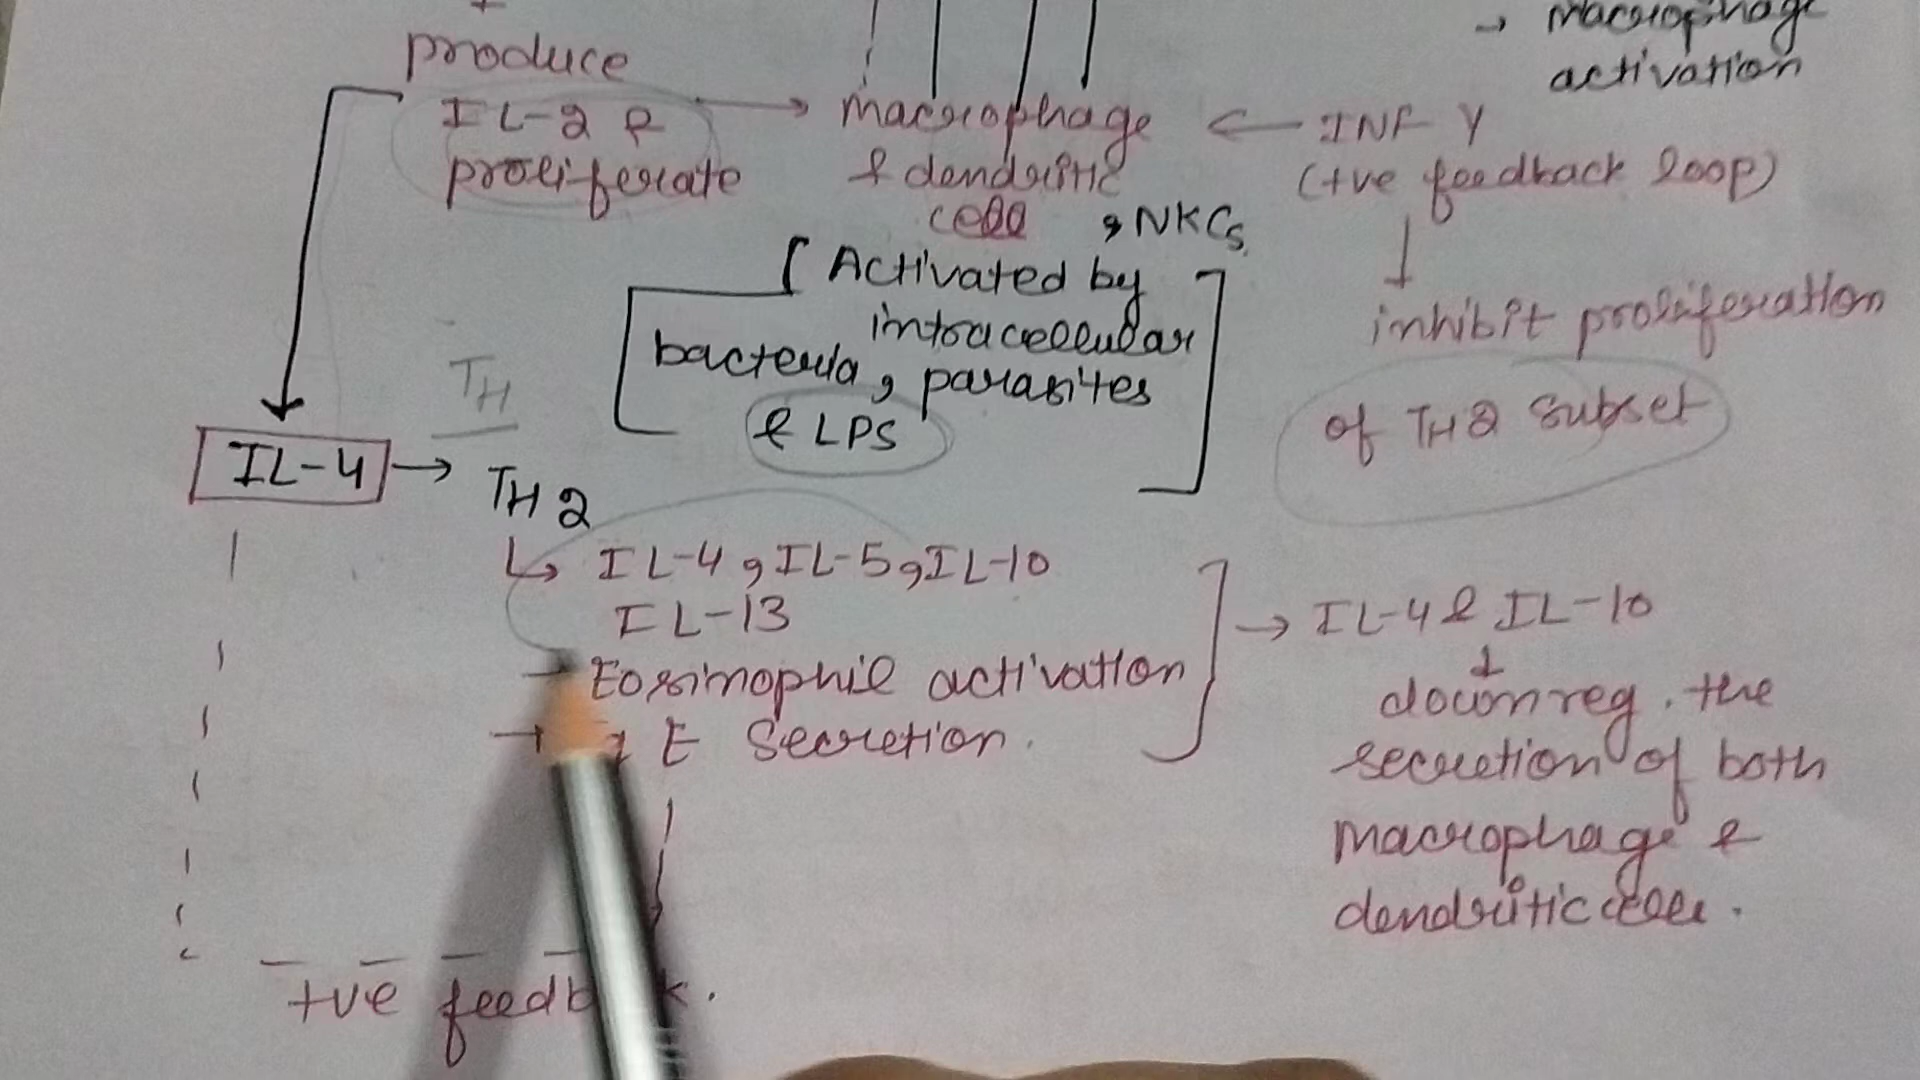 produce
IL-2 &
proliferate
macrophage
& dendritic
cell , NKCs
INF γ
(+ve feedback loop)
→ Macrophage
activation
[Activated by
intracellular
bacteria, parasites
& LPS]
inhibit proliferation
of TH2 subset
TH
IL-4 → TH2
↳ IL-4, IL-5, IL-10
IL-13
→ Eosinophil activation
→ E Secretion.
→ IL-4 & IL-10
↓
downreg. the
secretion of both
macrophage &
dendritic cell.
+ve